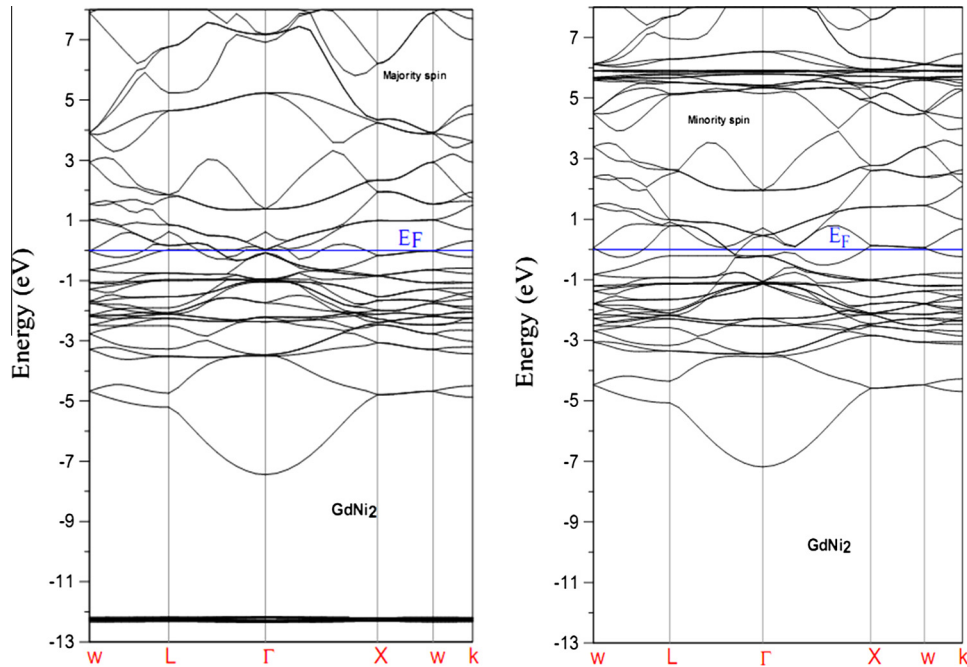 7
5
3
1
-1
-3
-5
-7
-9
-11
-13
Energy (eV)
Majority spin
EF
GdNi2
w L Γ X w k
7
5
3
1
-1
-3
-5
-7
-9
-11
-13
Energy (eV)
Minority spin
EF
GdNi2
w L Γ X w k